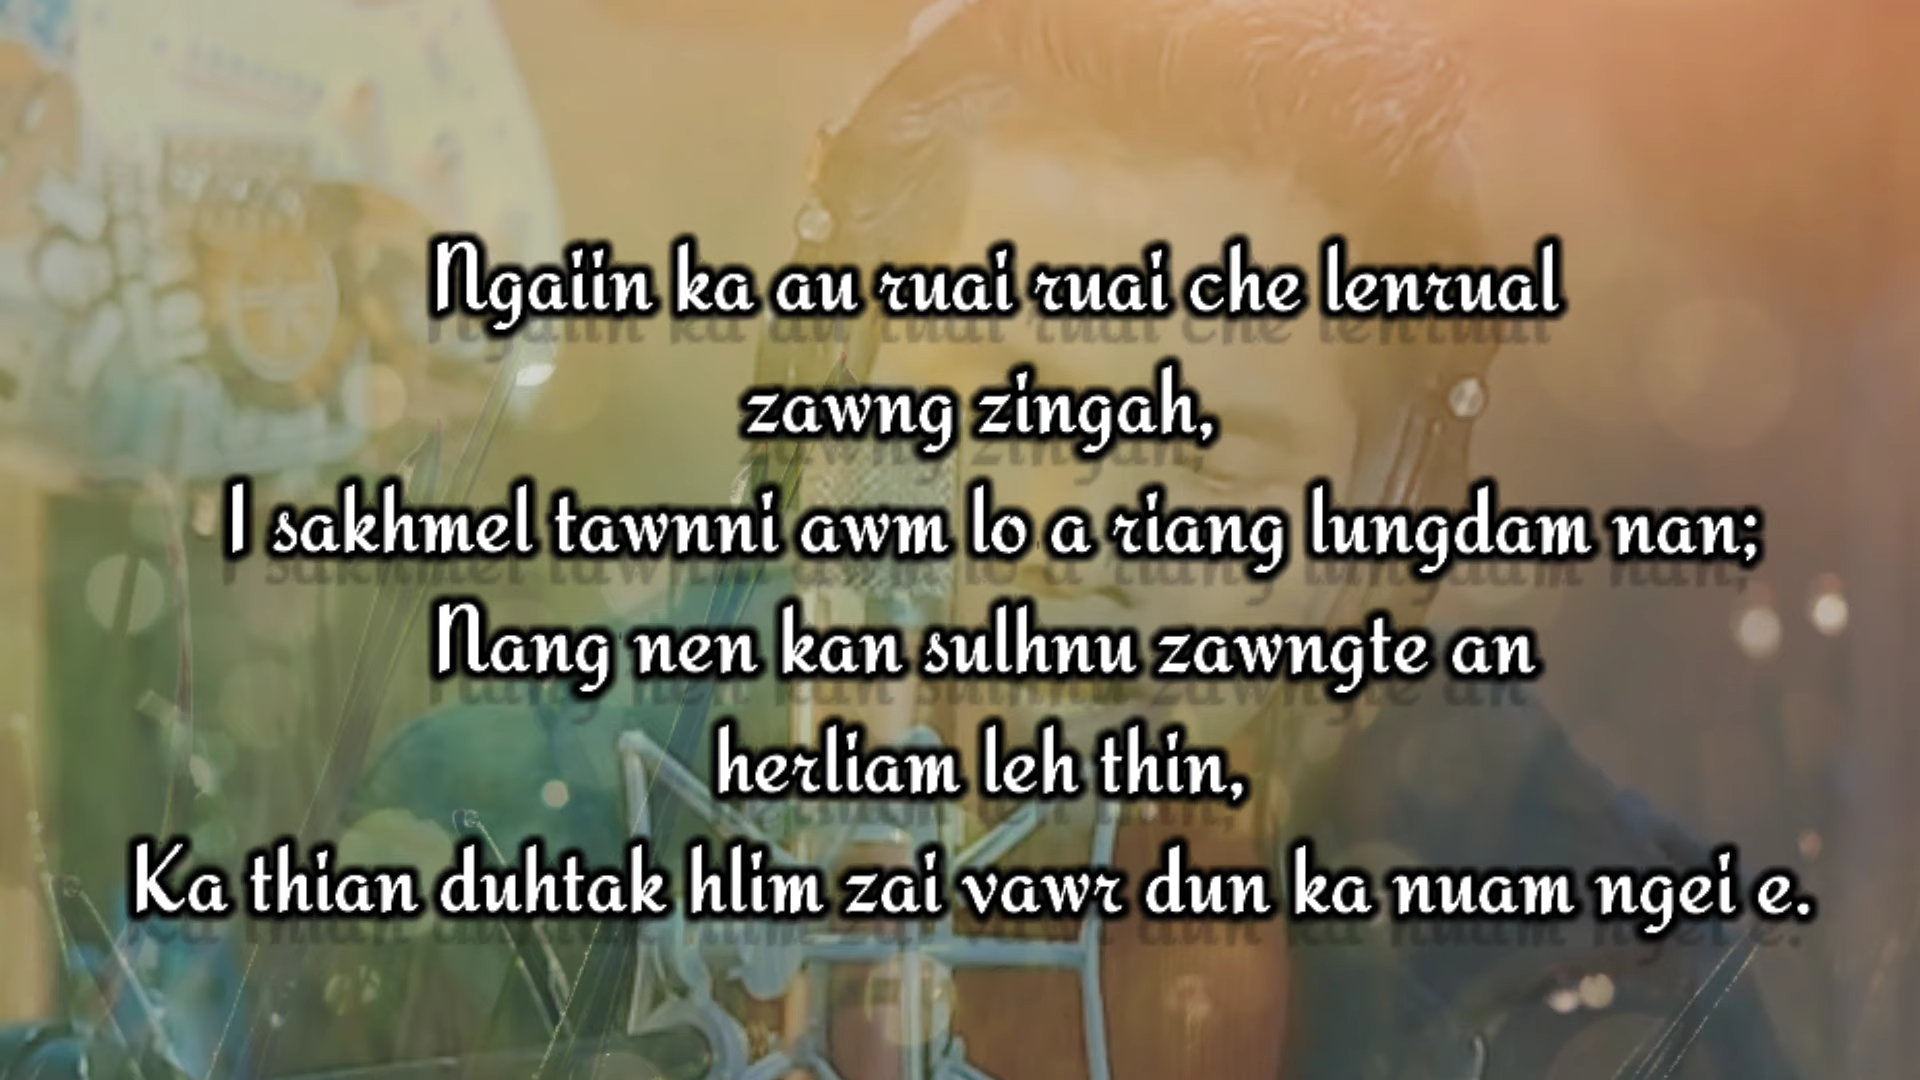 Ngaiin ka au ruai ruai che lenrual
zawng zingah,
I sakhmel tawnni awm lo a riang lungdam nan;
Nang nen kan sulhnu zawngte an
herliam leh thin,
Ka thian duhtak hlim zai vawr dun ka nuam ngei e.